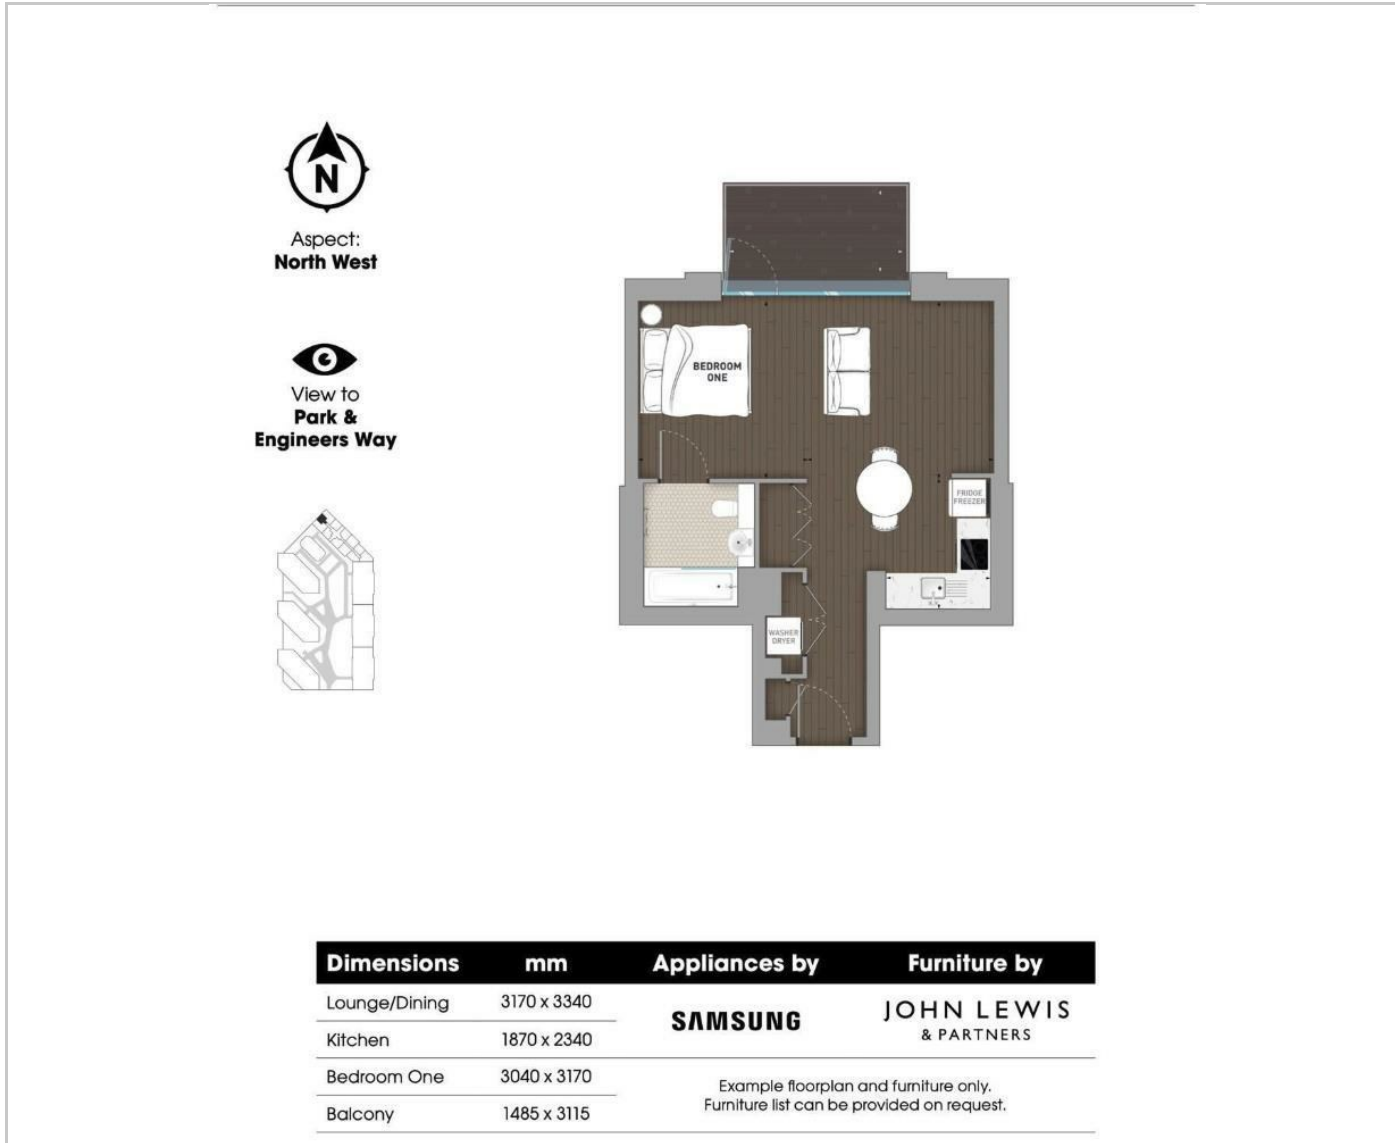 N
Aspect:
North West
View to
Park &
Engineers Way
BEDROOM
ONE
FRIDGE
FREEZER
WASHER
DRYER
Dimensions mm Appliances by Furniture by
Lounge/Dining 3170 x 3340
Kitchen 1870 x 2340
Bedroom One 3040 x 3170
Balcony 1485 x 3115
SAMSUNG
JOHN LEWIS
& PARTNERS
Example floorplan and furniture only.
Furniture list can be provided on request.